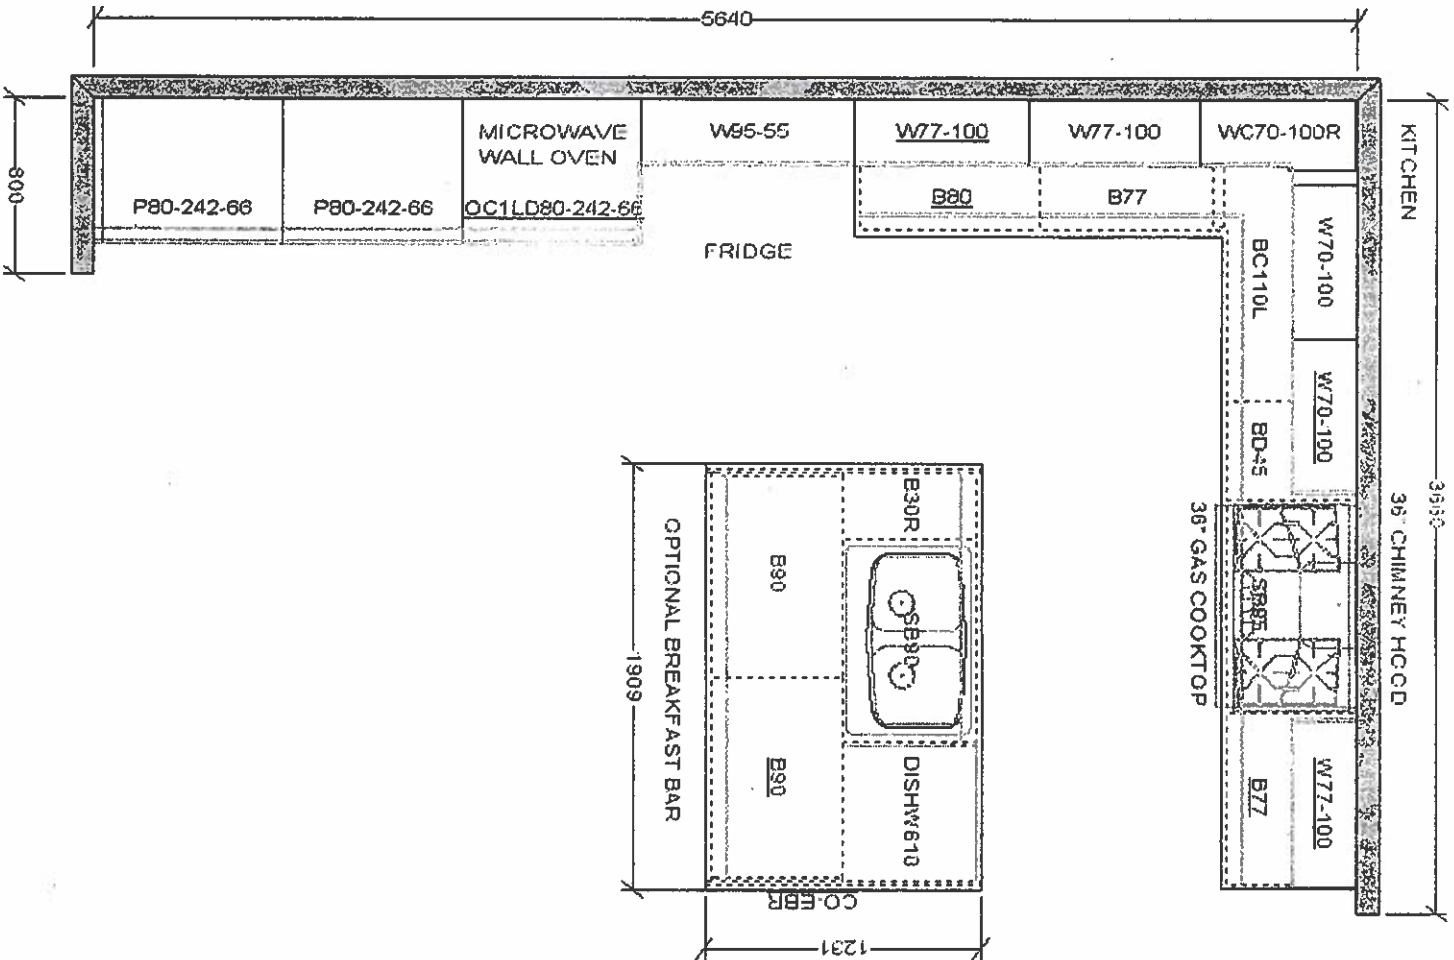 5640
MICROWAVE
WALL OVEN
W95-55
W77-100
W77-100
WC70-100R
KITCHEN
800
P80-242-66
P80-242-66
OC1LD80-242-66
B80
B77
FRIDGE
BC110L
W70-100
W70-100
BD45
3660
36" CHIMNEY HOOD
36" GAS COOKTOP
SB95
B77
W77-100
B30R
SB90
DISHW610
B90
B90
OPTIONAL BREAKFAST BAR
1909
CO-EBR
1231